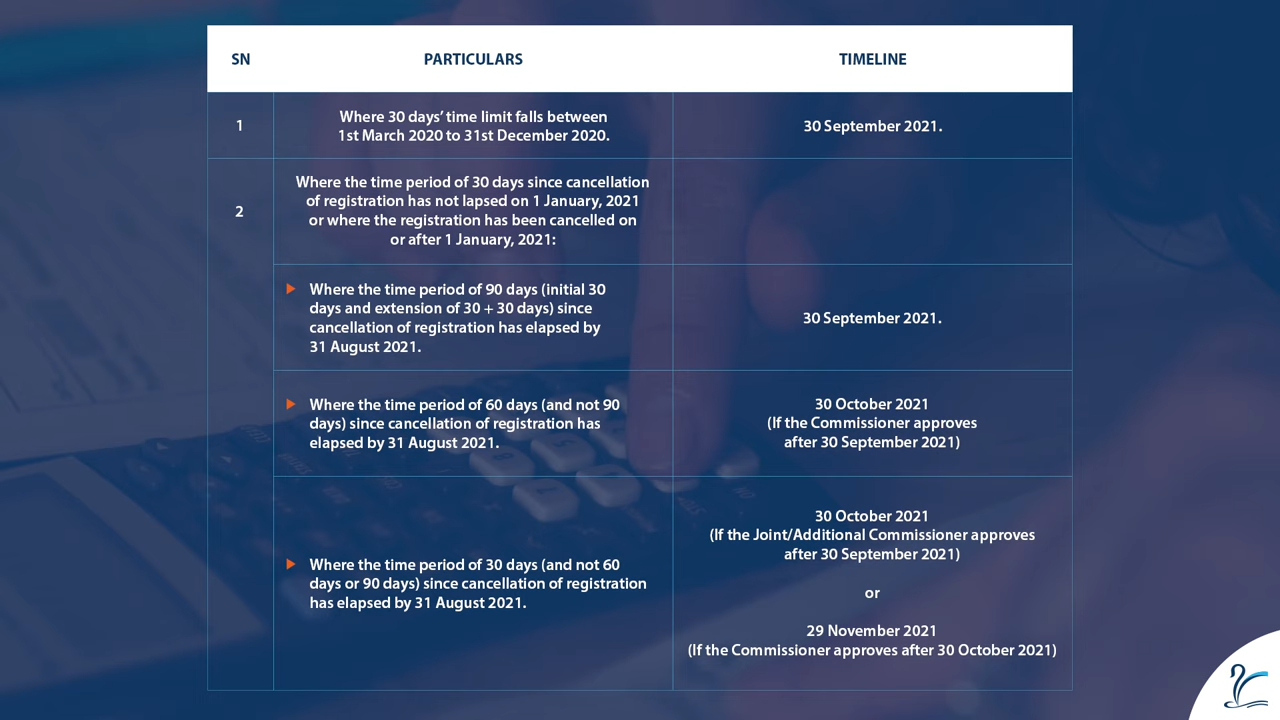 SN
PARTICULARS
TIMELINE
1
Where 30 days’ time limit falls between
1st March 2020 to 31st December 2020.
30 September 2021.
2
Where the time period of 30 days since cancellation
of registration has not lapsed on 1 January, 2021
or where the registration has been cancelled on
or after 1 January, 2021:
Where the time period of 90 days (initial 30
days and extension of 30 + 30 days) since
cancellation of registration has elapsed by
31 August 2021.
30 September 2021.
Where the time period of 60 days (and not 90
days) since cancellation of registration has
elapsed by 31 August 2021.
30 October 2021
(If the Commissioner approves
after 30 September 2021)
Where the time period of 30 days (and not 60
days or 90 days) since cancellation of registration
has elapsed by 31 August 2021.
30 October 2021
(If the Joint/Additional Commissioner approves
after 30 September 2021)
or
29 November 2021
(If the Commissioner approves after 30 October 2021)